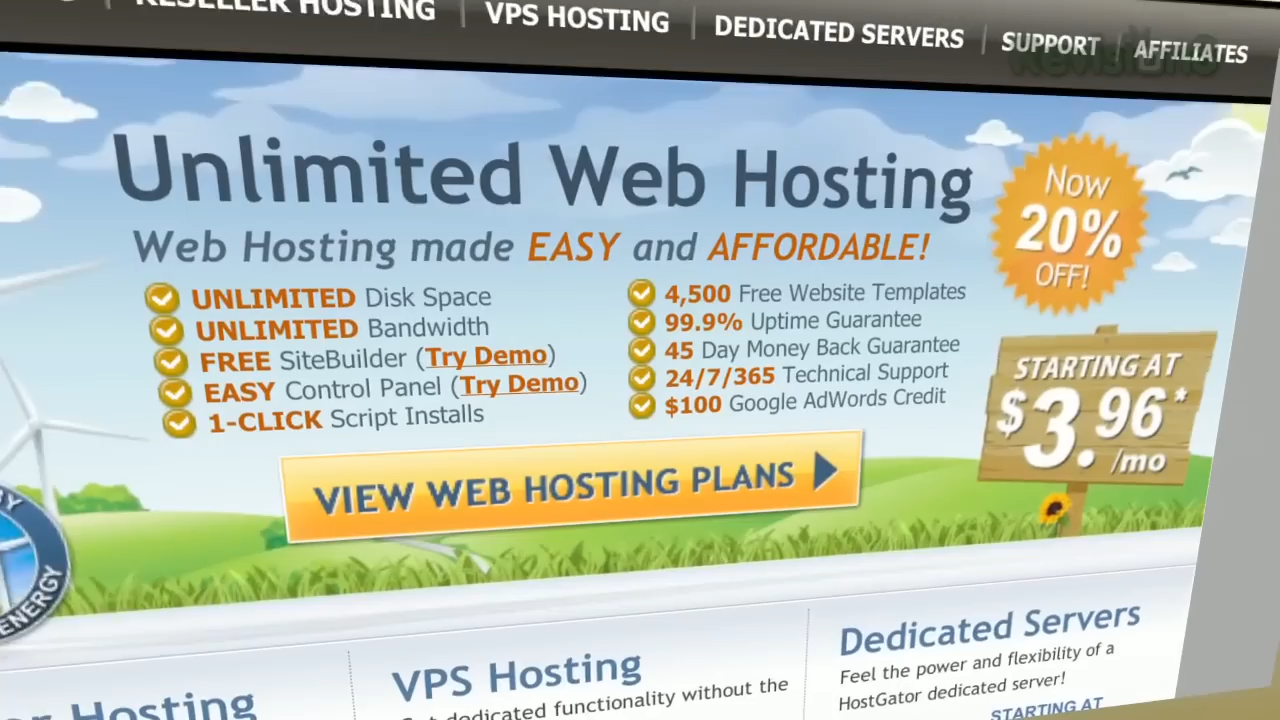 RESELLER HOSTING
VPS HOSTING
DEDICATED SERVERS
SUPPORT
AFFILIATES
Revision3
Unlimited Web Hosting
Web Hosting made EASY and AFFORDABLE!
UNLIMITED Disk Space
UNLIMITED Bandwidth
FREE SiteBuilder (Try Demo)
EASY Control Panel (Try Demo)
1-CLICK Script Installs
4,500 Free Website Templates
99.9% Uptime Guarantee
45 Day Money Back Guarantee
24/7/365 Technical Support
$100 Google AdWords Credit
Now
20%
OFF!
STARTING AT
$3.96*
/mo
VIEW WEB HOSTING PLANS
ENERGY
Hosting
VPS Hosting
dedicated functionality without the
Dedicated Servers
Feel the power and flexibility of a
HostGator dedicated server!
STARTING AT